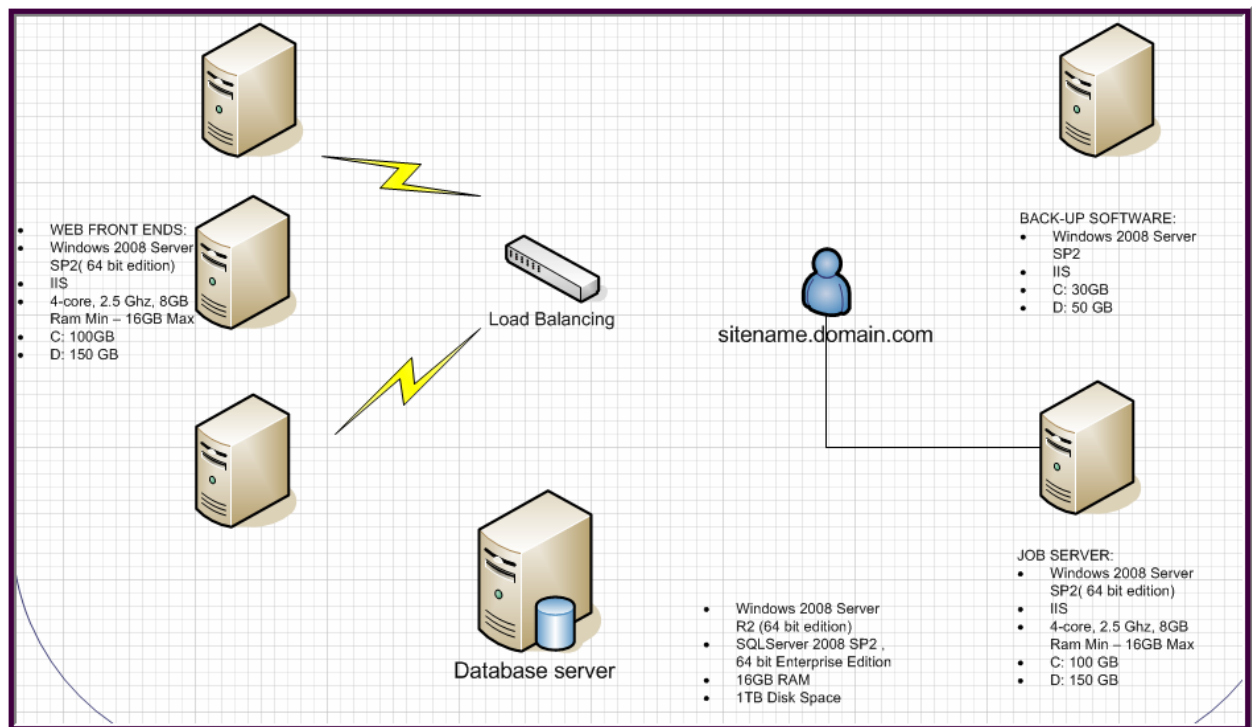 • WEB FRONT ENDS:
• Windows 2008 Server
SP2( 64 bit edition)
• IIS
• 4-core, 2.5 Ghz, 8GB
Ram Min – 16GB Max
• C: 100GB
• D: 150 GB
Load Balancing
sitename.domain.com
BACK-UP SOFTWARE:
• Windows 2008 Server
SP2
• IIS
• C: 30GB
• D: 50 GB
Database server
• Windows 2008 Server
R2 (64 bit edition)
• SQLServer 2008 SP2 ,
64 bit Enterprise Edition
• 16GB RAM
• 1TB Disk Space
JOB SERVER:
• Windows 2008 Server
SP2( 64 bit edition)
• IIS
• 4-core, 2.5 Ghz, 8GB
Ram Min – 16GB Max
• C: 100 GB
• D: 150 GB